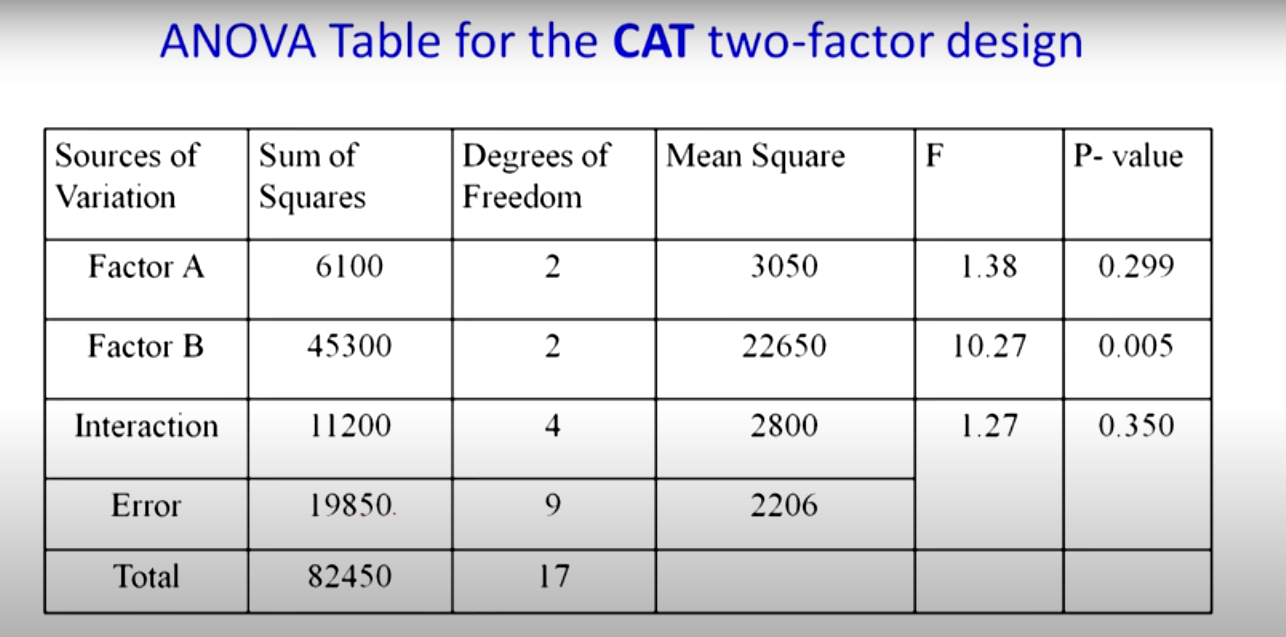 ANOVA Table for the CAT two-factor design
Sources of Variation Sum of Squares Degrees of Freedom Mean Square F P- value
Factor A 6100 2 3050 1.38 0.299
Factor B 45300 2 22650 10.27 0.005
Interaction 11200 4 2800 1.27 0.350
Error 19850. 9 2206
Total 82450 17